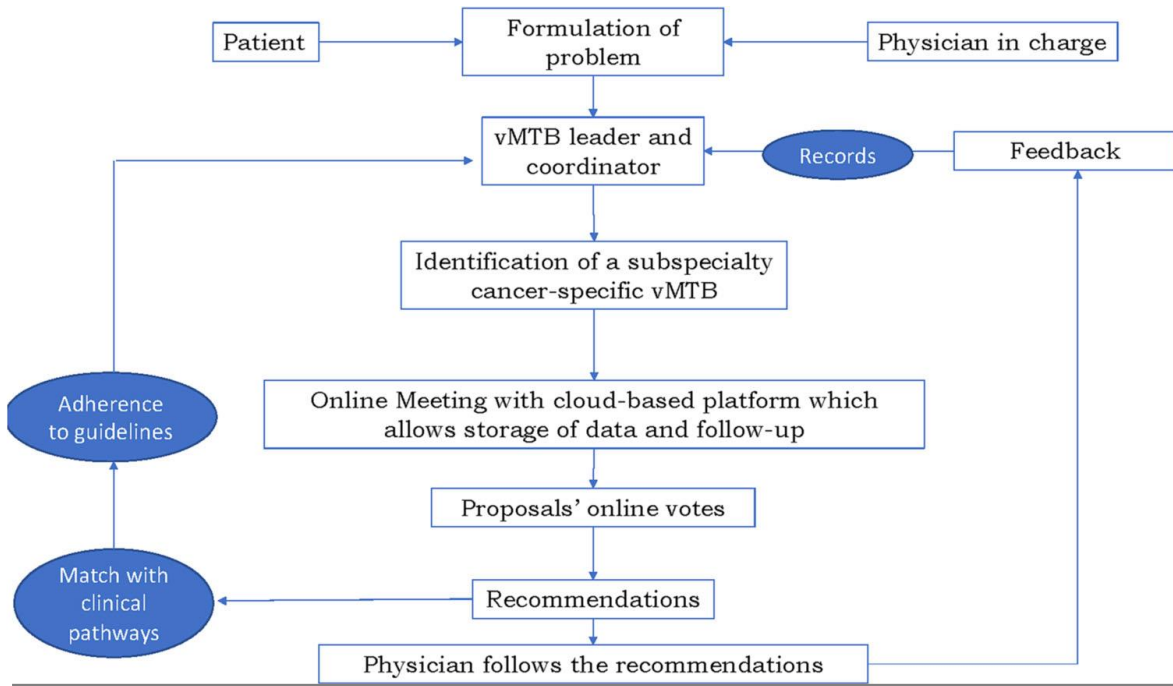 Patient
Formulation of
problem
Physician in charge
vMTB leader and
coordinator
Records
Feedback
Identification of a subspecialty
cancer-specific vMTB
Adherence
to guidelines
Online Meeting with cloud-based platform which
allows storage of data and follow-up
Proposals’ online votes
Match with
clinical
pathways
Recommendations
Physician follows the recommendations